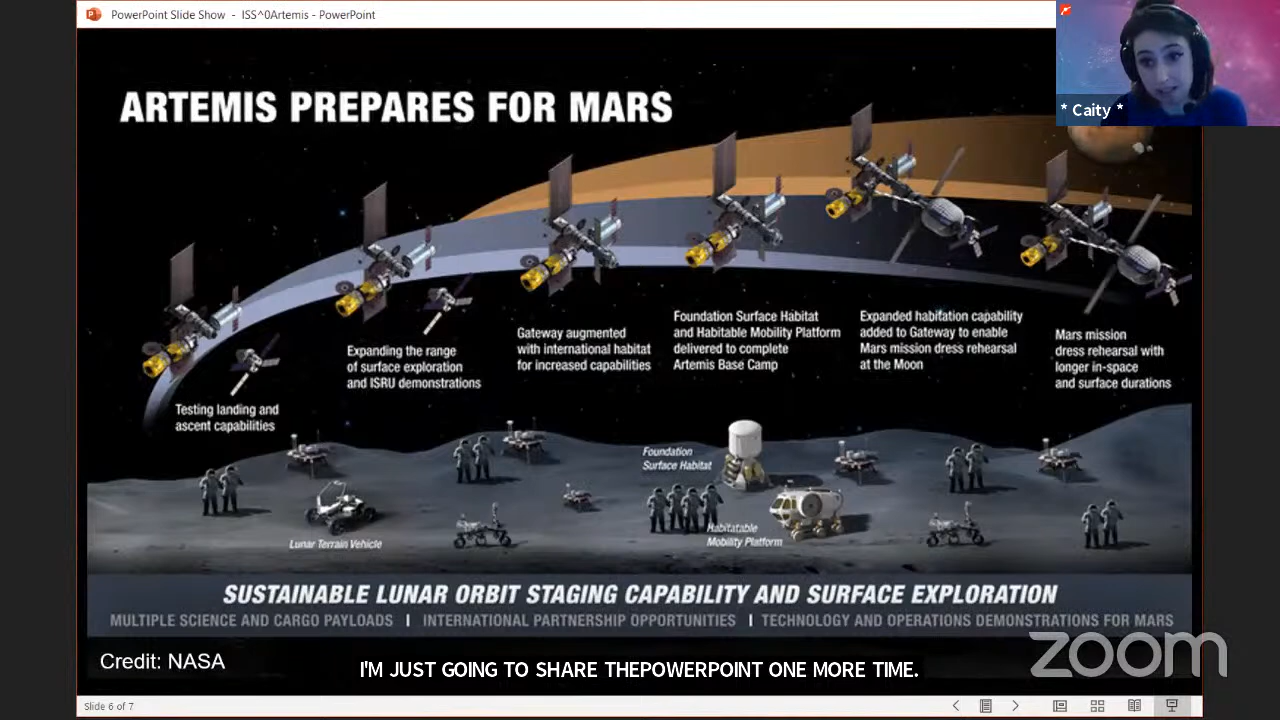 PowerPoint Slide Show - ISS^0Artemis - PowerPoint
* Caity *
ARTEMIS PREPARES FOR MARS
Testing landing and
ascent capabilities
Expanding the range
of surface exploration
and ISRU demonstrations
Gateway augmented
with international habitat
for increased capabilities
Foundation Surface Habitat
and Habitable Mobility Platform
delivered to complete
Artemis Base Camp
Expanded habitation capability
added to Gateway to enable
Mars mission dress rehearsal
at the Moon
Mars mission
dress rehearsal with
longer in-space
and surface durations
Lunar Terrain Vehicle
Foundation
Surface Habitat
Habitatable
Mobility Platform
SUSTAINABLE LUNAR ORBIT STAGING CAPABILITY AND SURFACE EXPLORATION
MULTIPLE SCIENCE AND CARGO PAYLOADS | INTERNATIONAL PARTNERSHIP OPPORTUNITIES | TECHNOLOGY AND OPERATIONS DEMONSTRATIONS FOR MARS
Credit: NASA
I'M JUST GOING TO SHARE THEPOWERPOINT ONE MORE TIME.
zoom
Slide 6 of 7